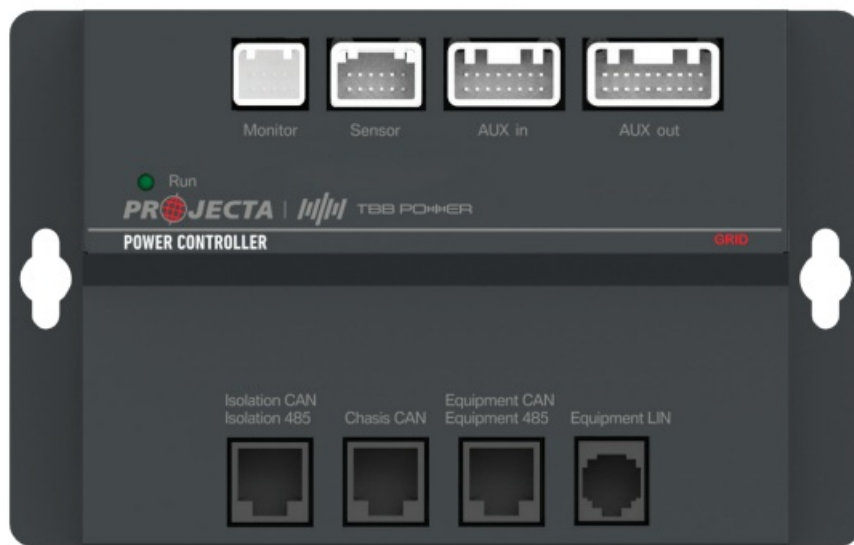 Monitor Sensor AUX in AUX out
Run
PROJECTA TBB POWER
POWER CONTROLLER GRID
Isolation CAN Equipment CAN
Isolation 485 Chasis CAN Equipment 485 Equipment LIN